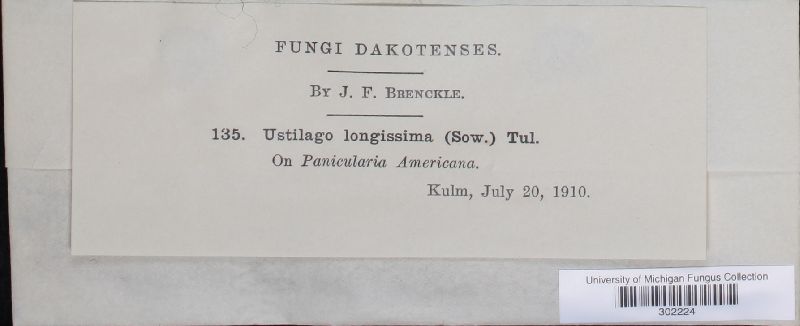 FUNGI DAKOTENSES.
By J. F. Brenckle.
135. Ustilago longissima (Sow.) Tul.
On Panicularia Americana.
Kulm, July 20, 1910.
University of Michigan Fungus Collection
302224